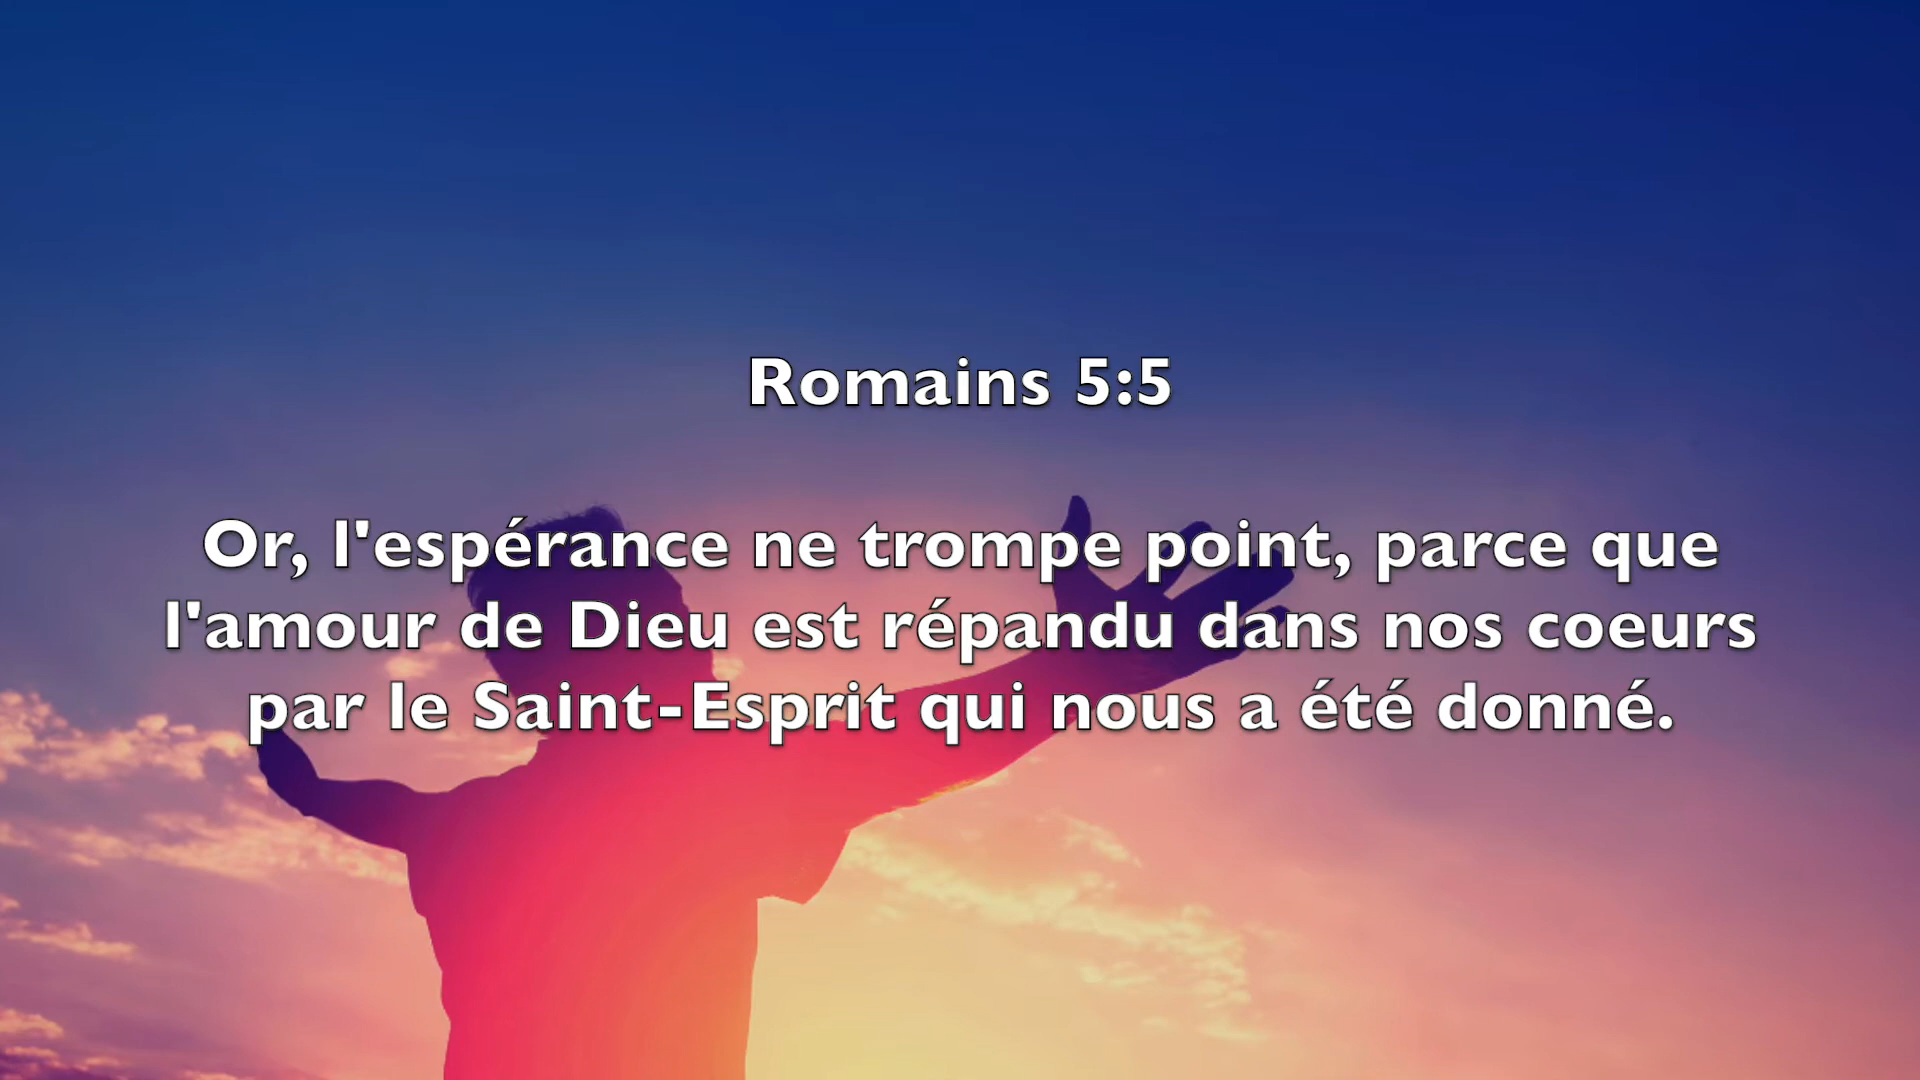 Romains 5:5
Or, l'espérance ne trompe point, parce que
l'amour de Dieu est répandu dans nos coeurs
par le Saint-Esprit qui nous a été donné.